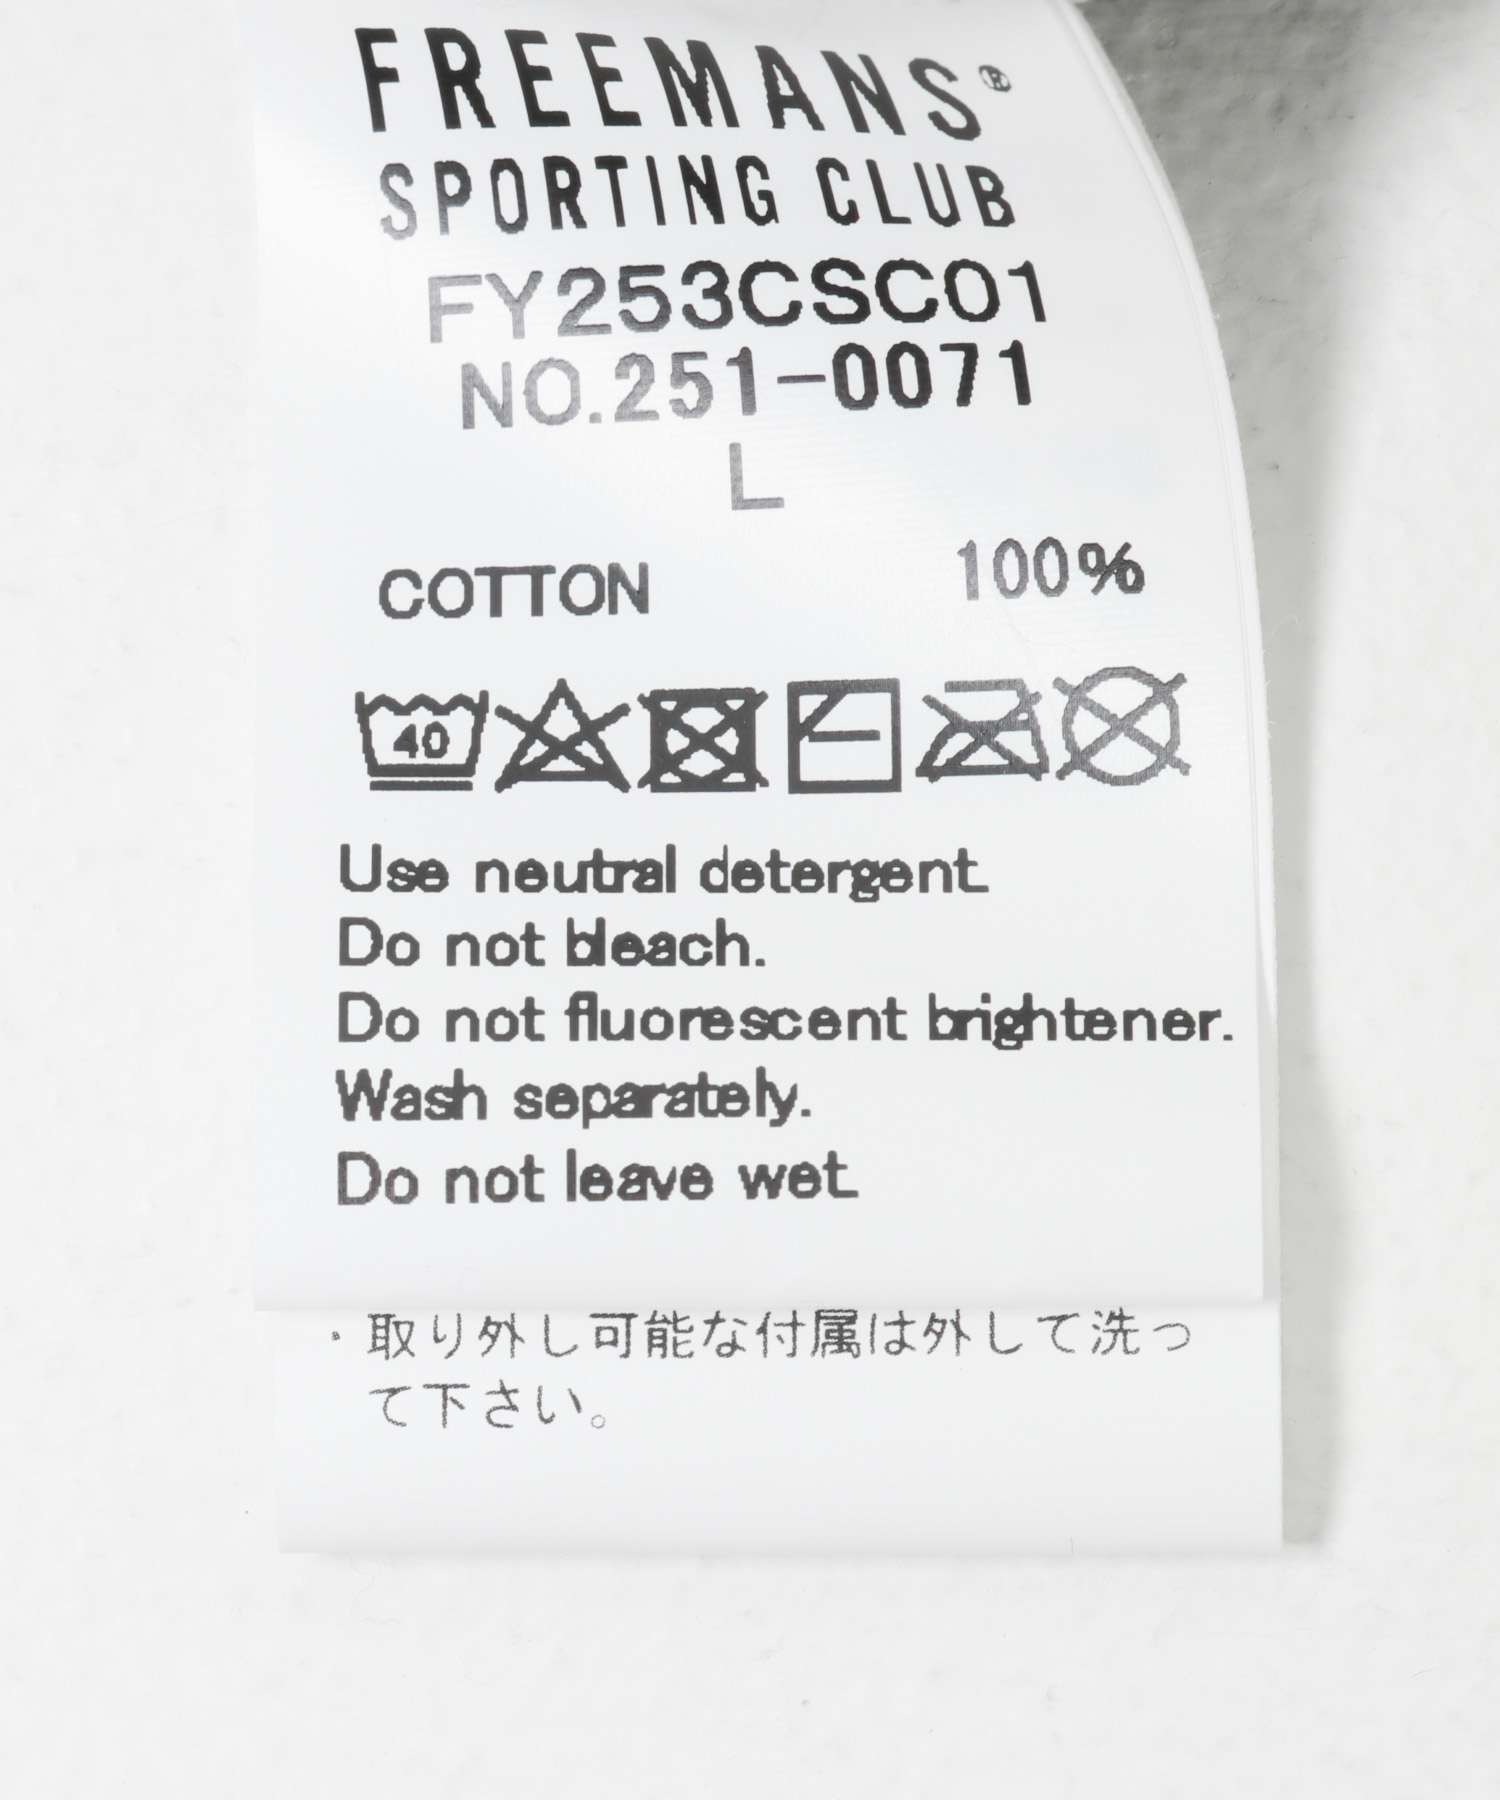 FREEMANS®
SPORTING CLUB
FY253CSC01
NO.251-0071
L
COTTON 100%
40
Use neutral detergent.
Do not bleach.
Do not fluorescent brightener.
Wash separately.
Do not leave wet.
・取り外し可能な付属は外して洗っ
て下さい。